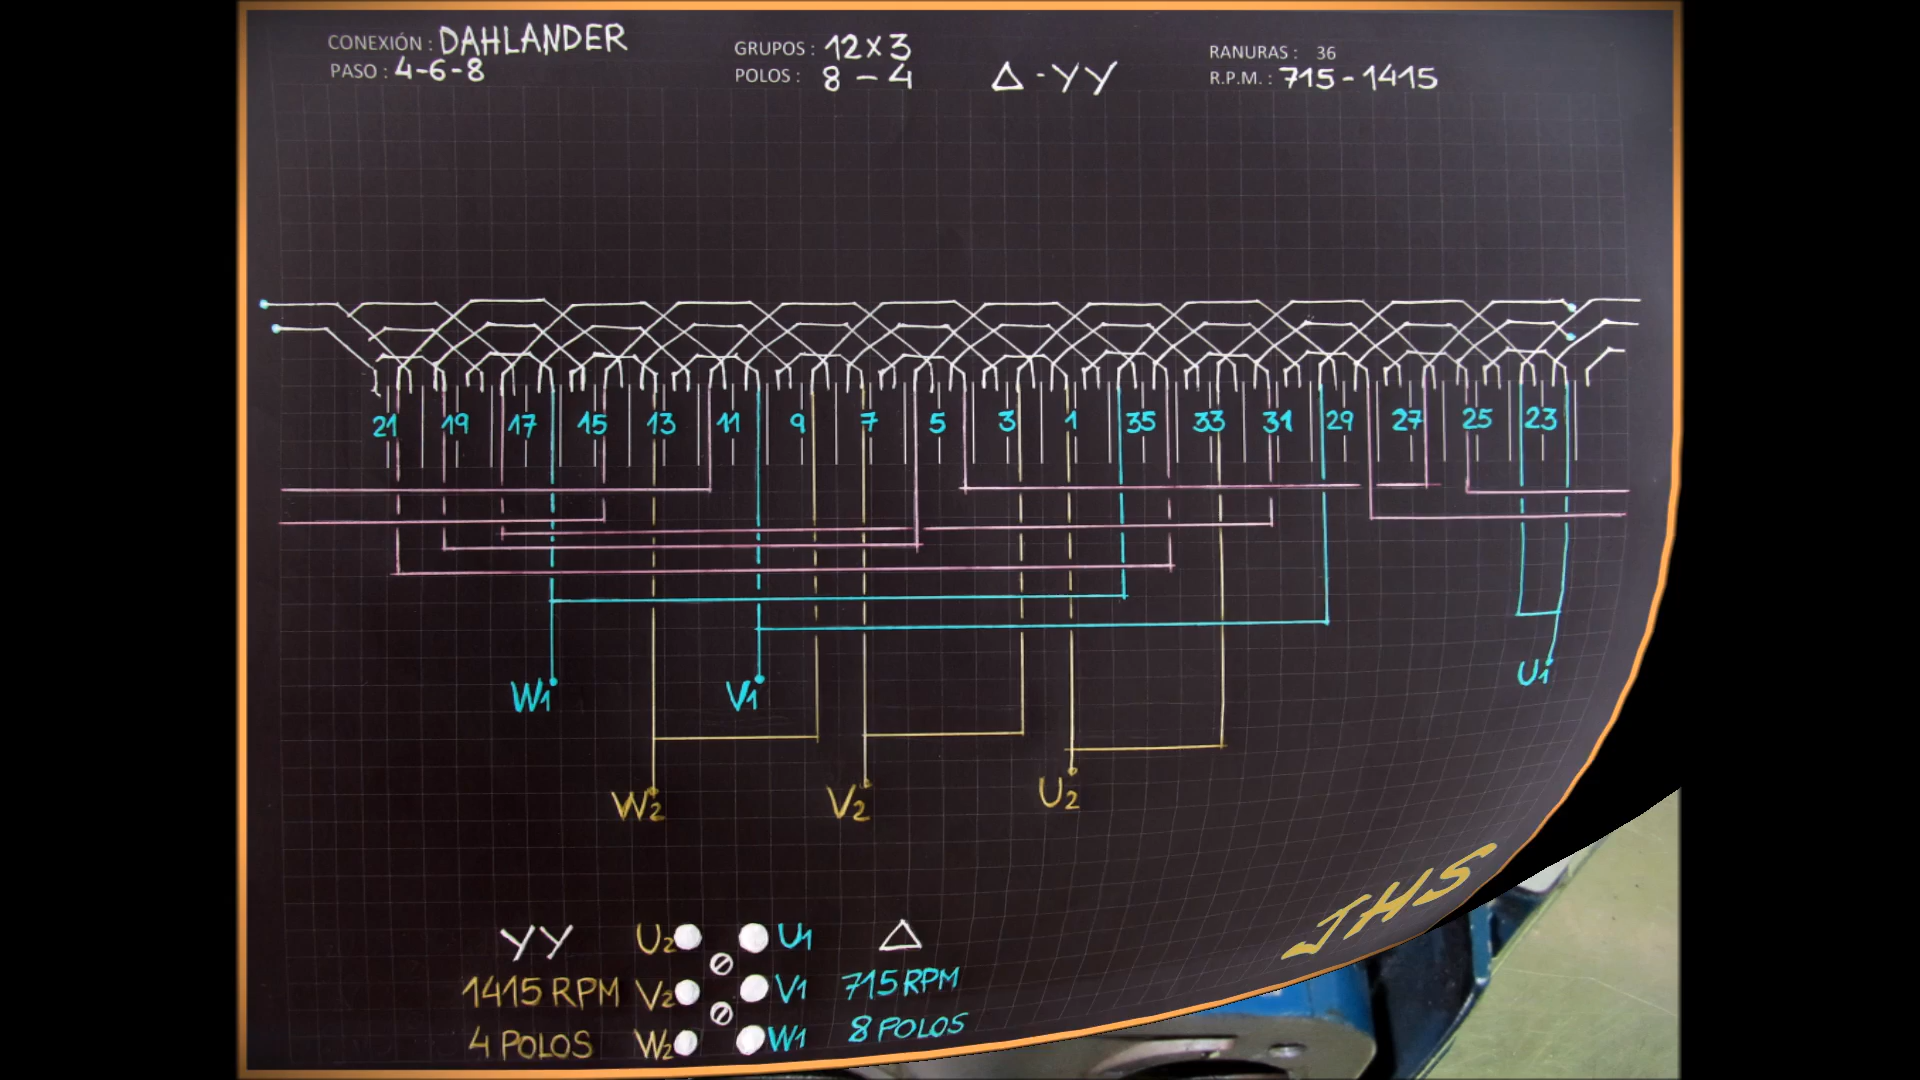 CONEXIÓN : DAHLANDER
PASO : 4-6-8
GRUPOS : 12x3
POLOS : 8 - 4
Δ - YY
RANURAS : 36
R.P.M. : 715 - 1415
21 19 17 15 13 11 9 7 5 3 1 35 33 31 29 27 25 23
W1
V1
U1
W2
V2
U2
JHS
YY U2 U1 Δ
1415 RPM V2 V1 715 RPM
4 POLOS W2 W1 8 POLOS